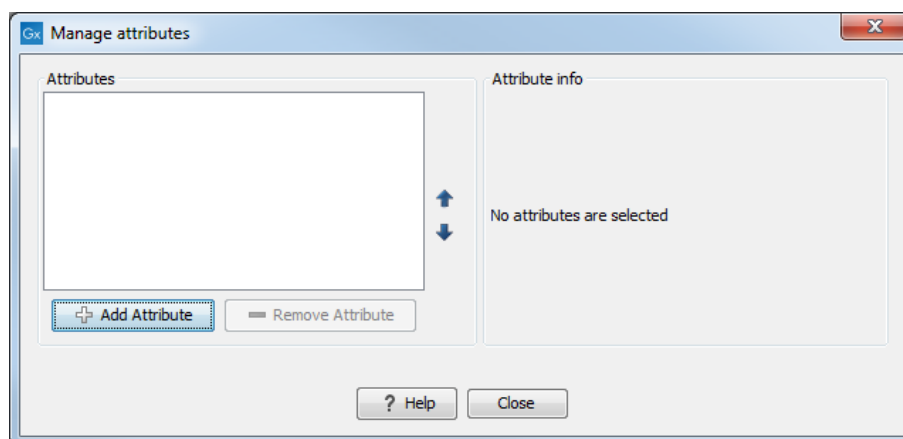 Gx Manage attributes
Attributes
Attribute info
No attributes are selected
Add Attribute
Remove Attribute
? Help
Close